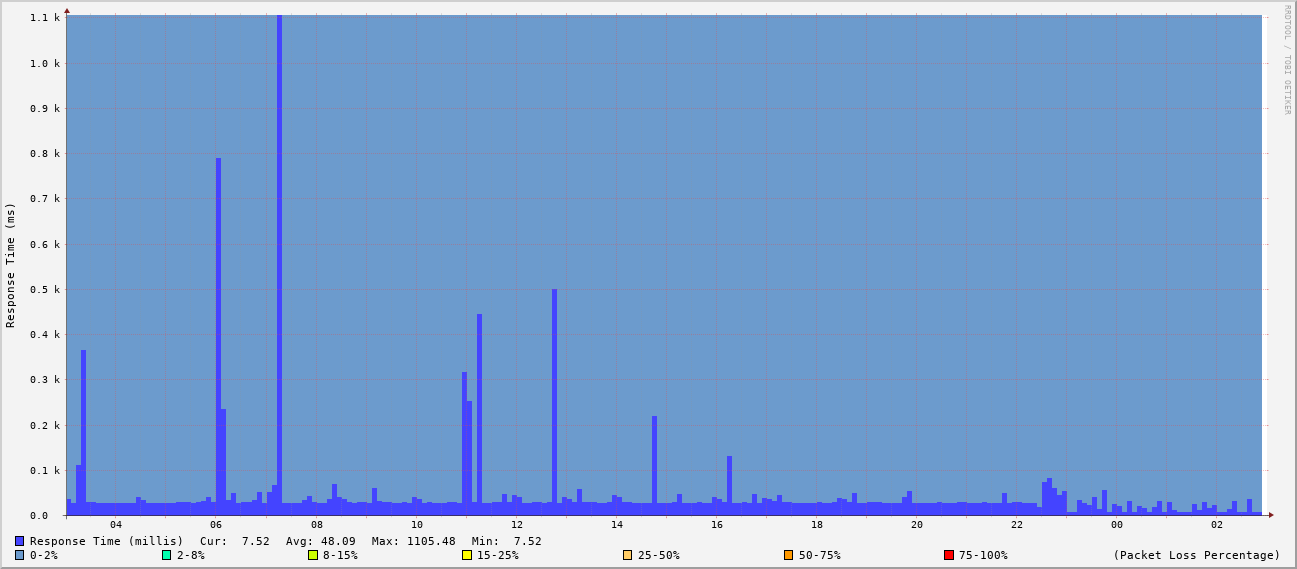 RRDTOOL / TOBI OETIKER
Response Time (ms)
1.1 k
1.0 k
0.9 k
0.8 k
0.7 k
0.6 k
0.5 k
0.4 k
0.3 k
0.2 k
0.1 k
0.0
04 06 08 10 12 14 16 18 20 22 00 02
Response Time (millis) Cur: 7.52 Avg: 48.09 Max: 1105.48 Min: 7.52
0-2% 2-8% 8-15% 15-25% 25-50% 50-75% 75-100% (Packet Loss Percentage)